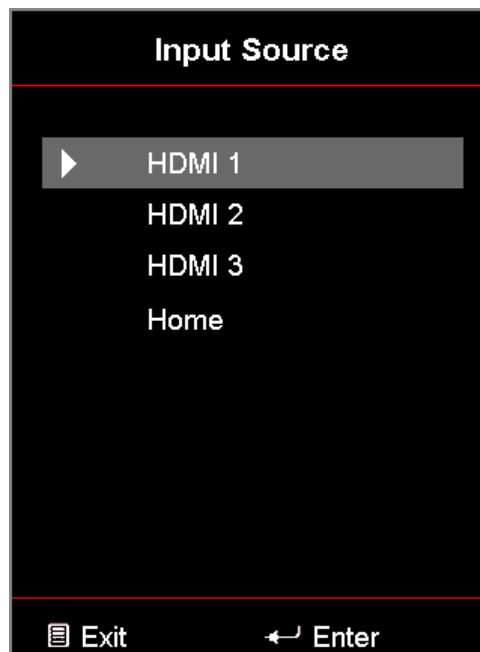 Input Source
HDMI 1
HDMI 2
HDMI 3
Home
Exit Enter